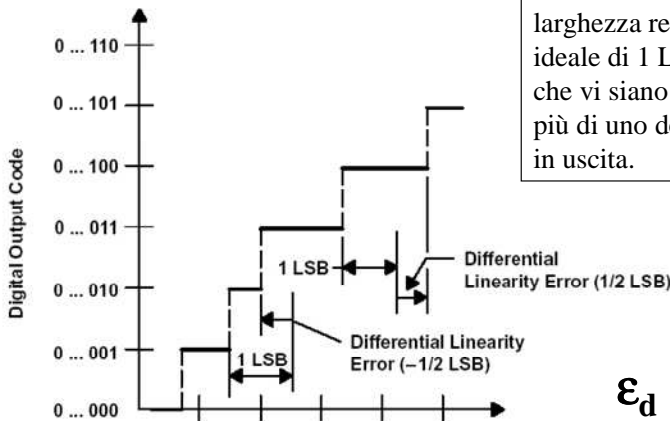 larghezza re
ideale di 1 L
che vi siano
più di uno de
in uscita.
0 ... 110
0 ... 101
0 ... 100
0 ... 011
0 ... 010
0 ... 001
0 ... 000
Digital Output Code
1 LSB
Differential
Linearity Error (1/2 LSB)
Differential Linearity
Error (–1/2 LSB)
1 LSB
εd